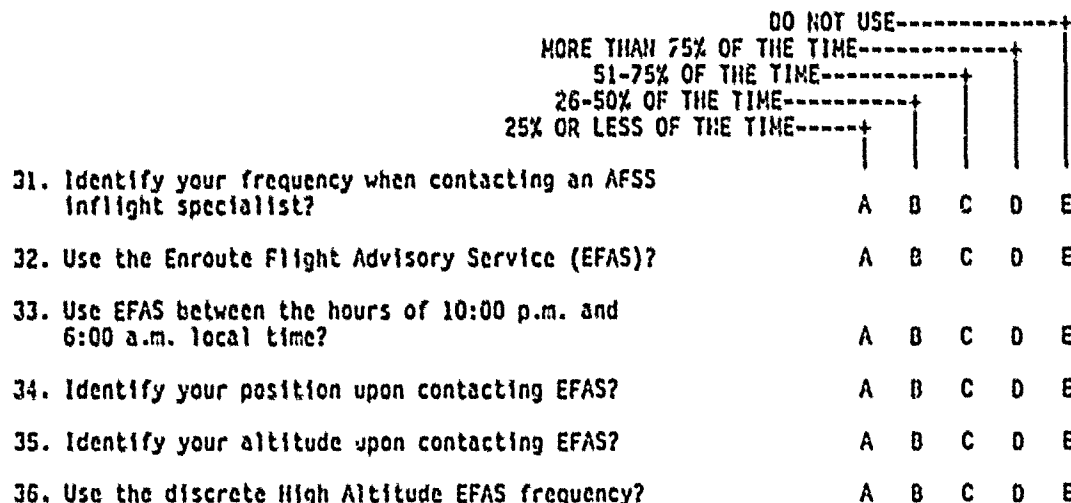 DO NOT USE--------------+
MORE THAN 75% OF THE TIME------------+
51-75% OF THE TIME-----------+
26-50% OF THE TIME----------+
25% OR LESS OF THE TIME-----+
31. Identify your frequency when contacting an AFSS
inflight specialist? A B C D E
32. Use the Enroute Flight Advisory Service (EFAS)? A B C D E
33. Use EFAS between the hours of 10:00 p.m. and
6:00 a.m. local time? A B C D E
34. Identify your position upon contacting EFAS? A B C D E
35. Identify your altitude upon contacting EFAS? A B C D E
36. Use the discrete High Altitude EFAS frequency? A B C D E